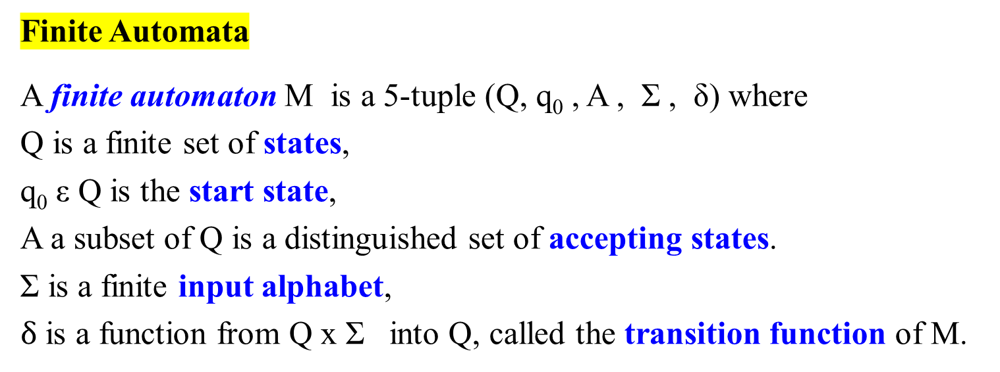 Finite Automata
A finite automaton M is a 5-tuple (Q, q₀ , A , Σ , δ) where
Q is a finite set of states,
q₀ ε Q is the start state,
A a subset of Q is a distinguished set of accepting states.
Σ is a finite input alphabet,
δ is a function from Q x Σ into Q, called the transition function of M.